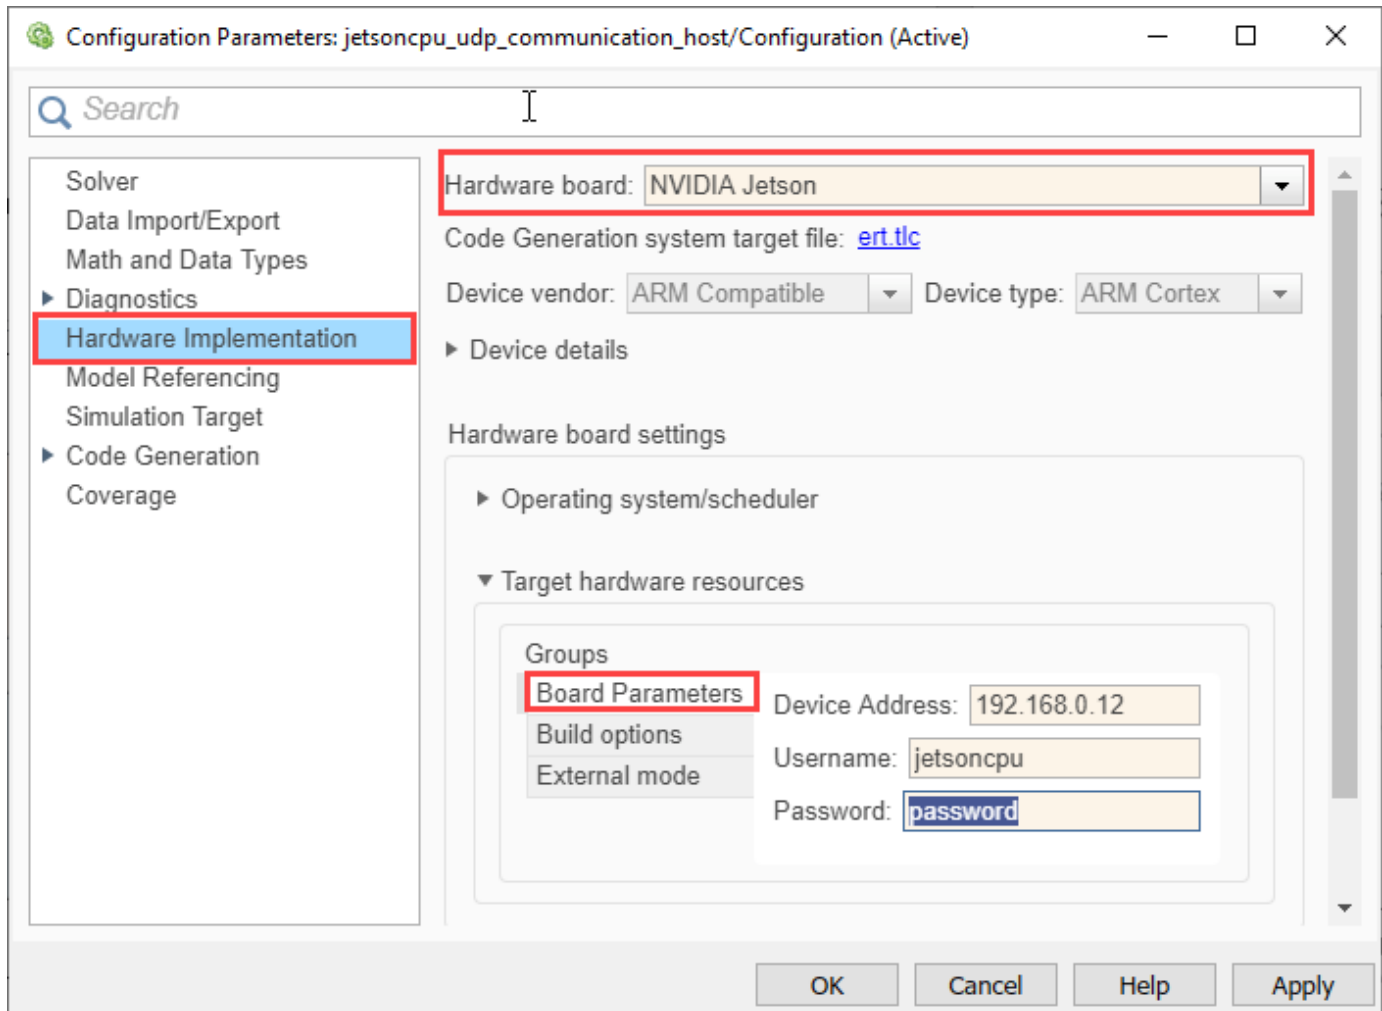 Configuration Parameters: jetsoncpu_udp_communication_host/Configuration (Active)
Search
Solver
Data Import/Export
Math and Data Types
Diagnostics
Hardware Implementation
Model Referencing
Simulation Target
Code Generation
Coverage
Hardware board: NVIDIA Jetson
Code Generation system target file: ert.tlc
Device vendor: ARM Compatible Device type: ARM Cortex
Device details
Hardware board settings
Operating system/scheduler
Target hardware resources
Groups
Board Parameters
Build options
External mode
Device Address: 192.168.0.12
Username: jetsoncpu
Password: password
OK Cancel Help Apply